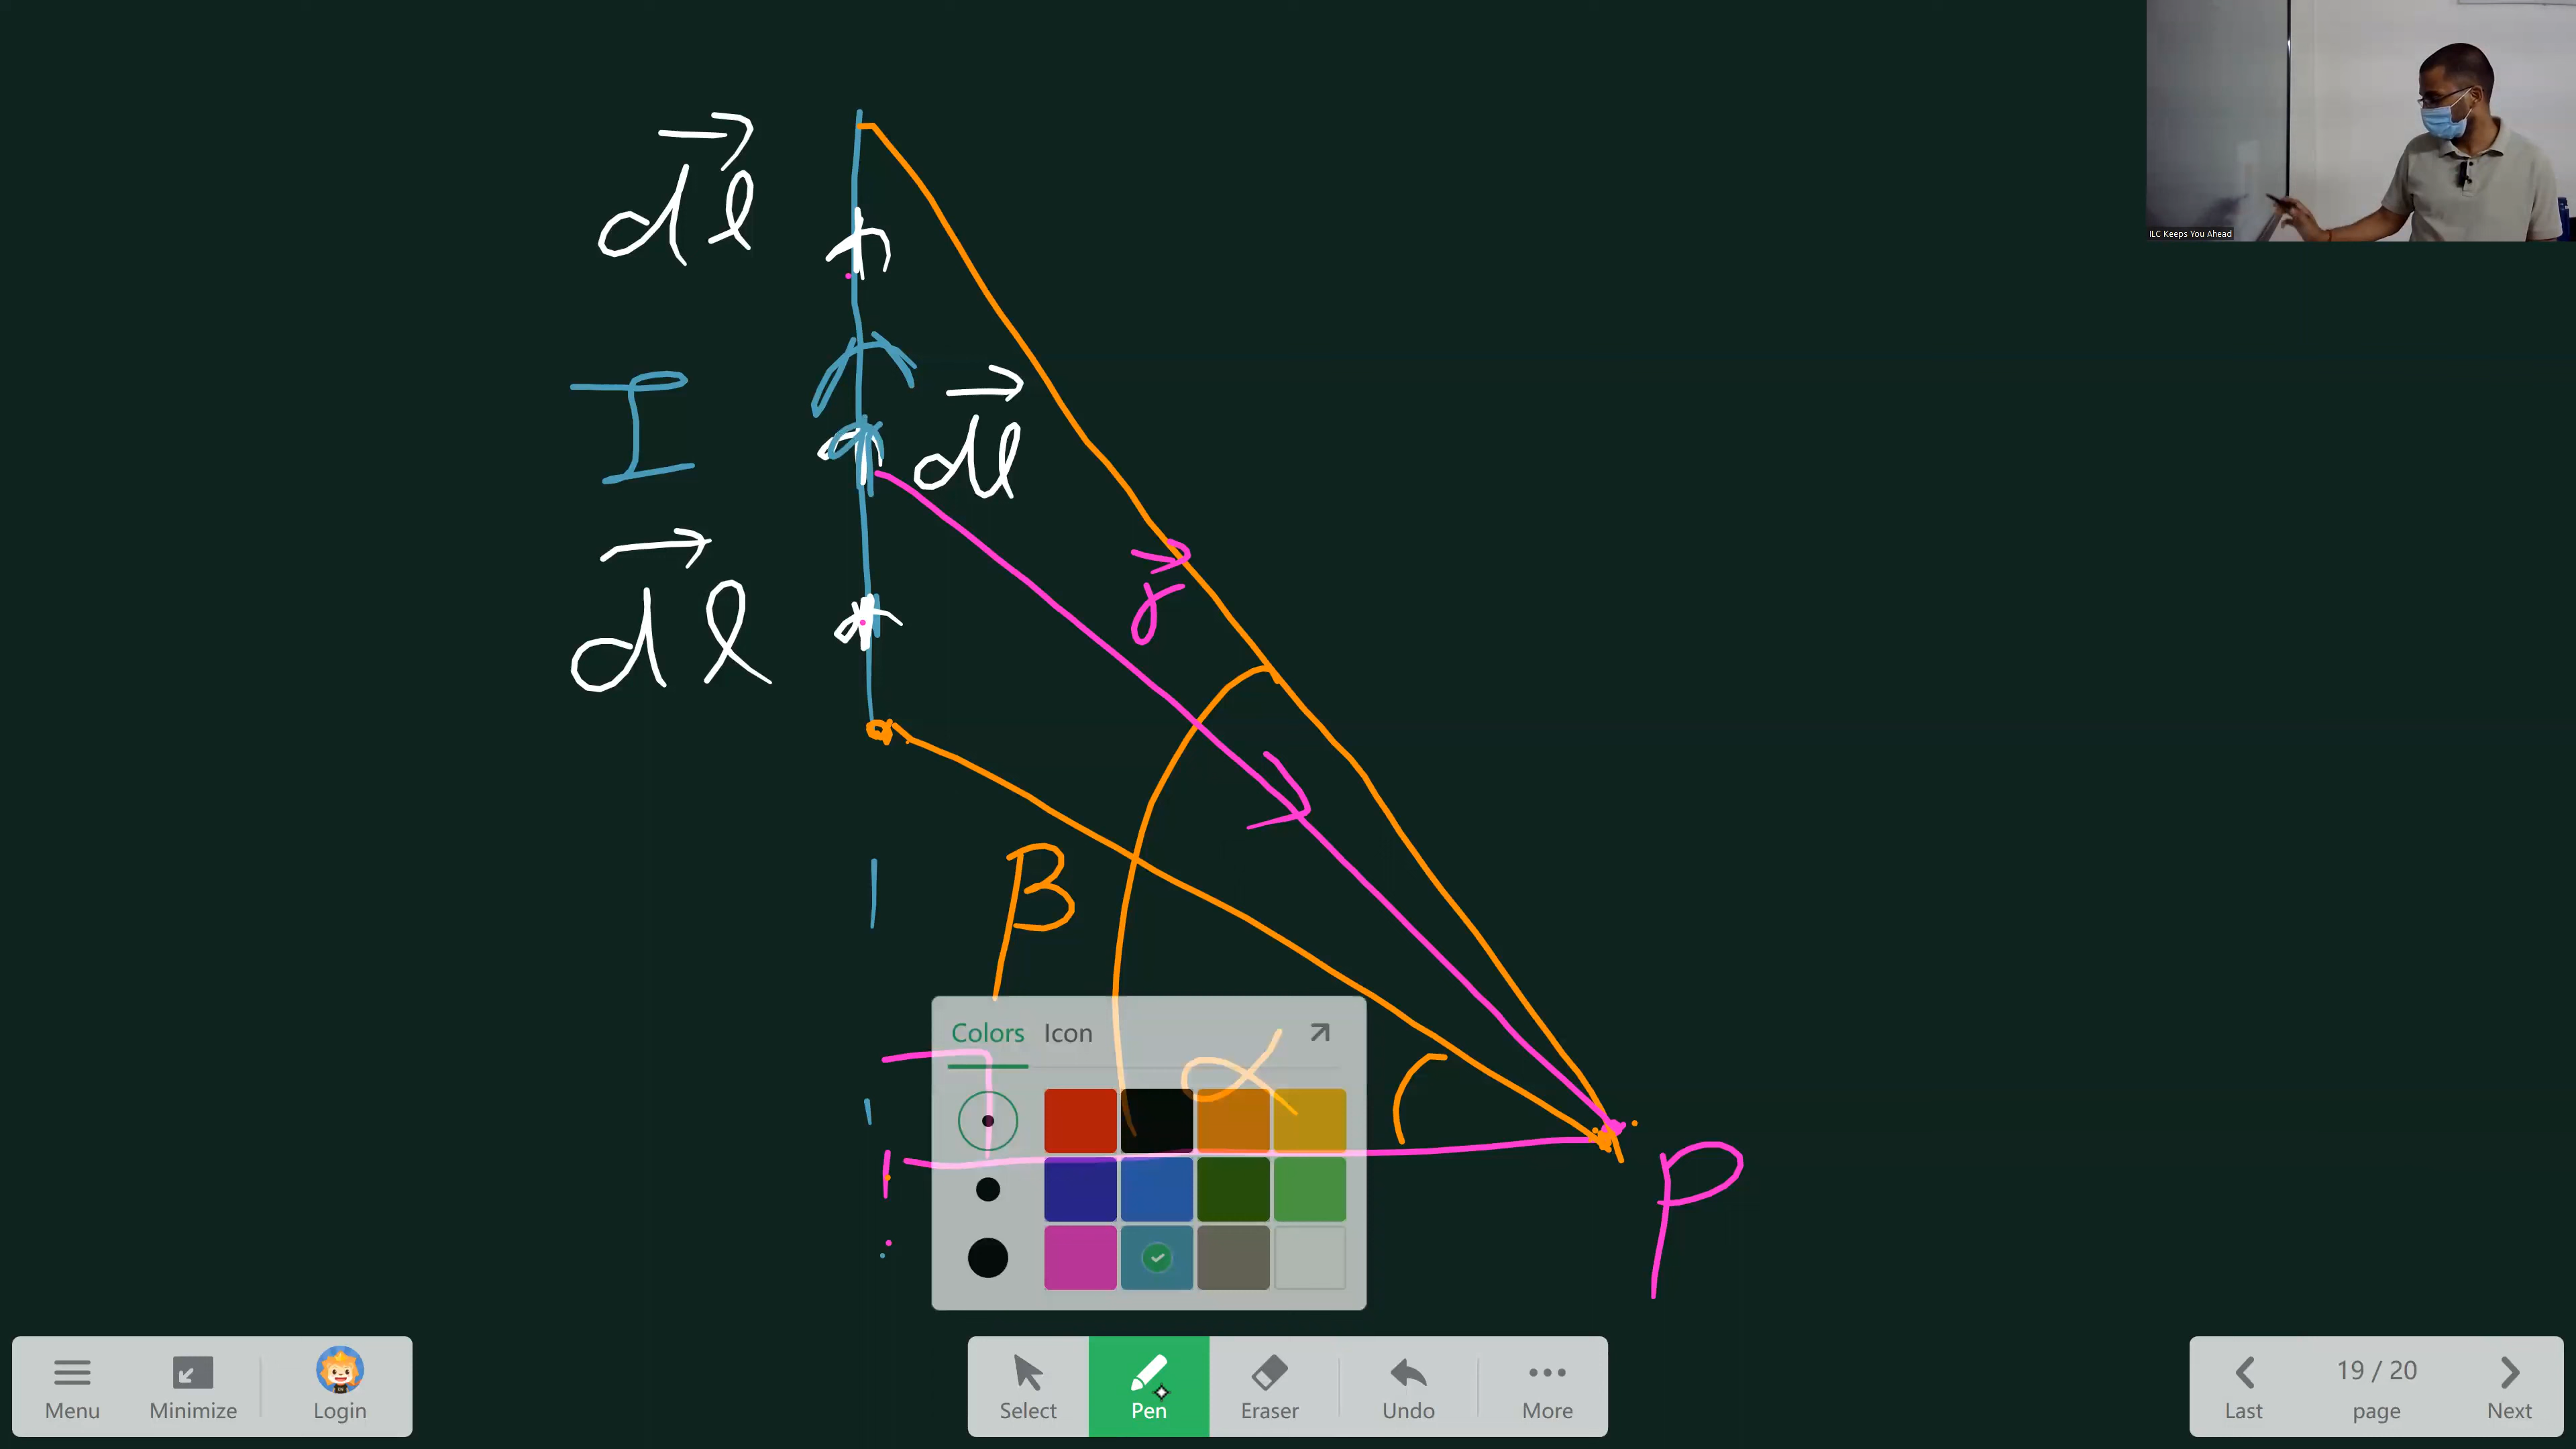 ILC Keeps You Ahead
dl
I
dl
dl
r
β
α
P
Colors Icon
Menu Minimize Login
Select Pen Eraser Undo More
Last 19 / 20 page Next